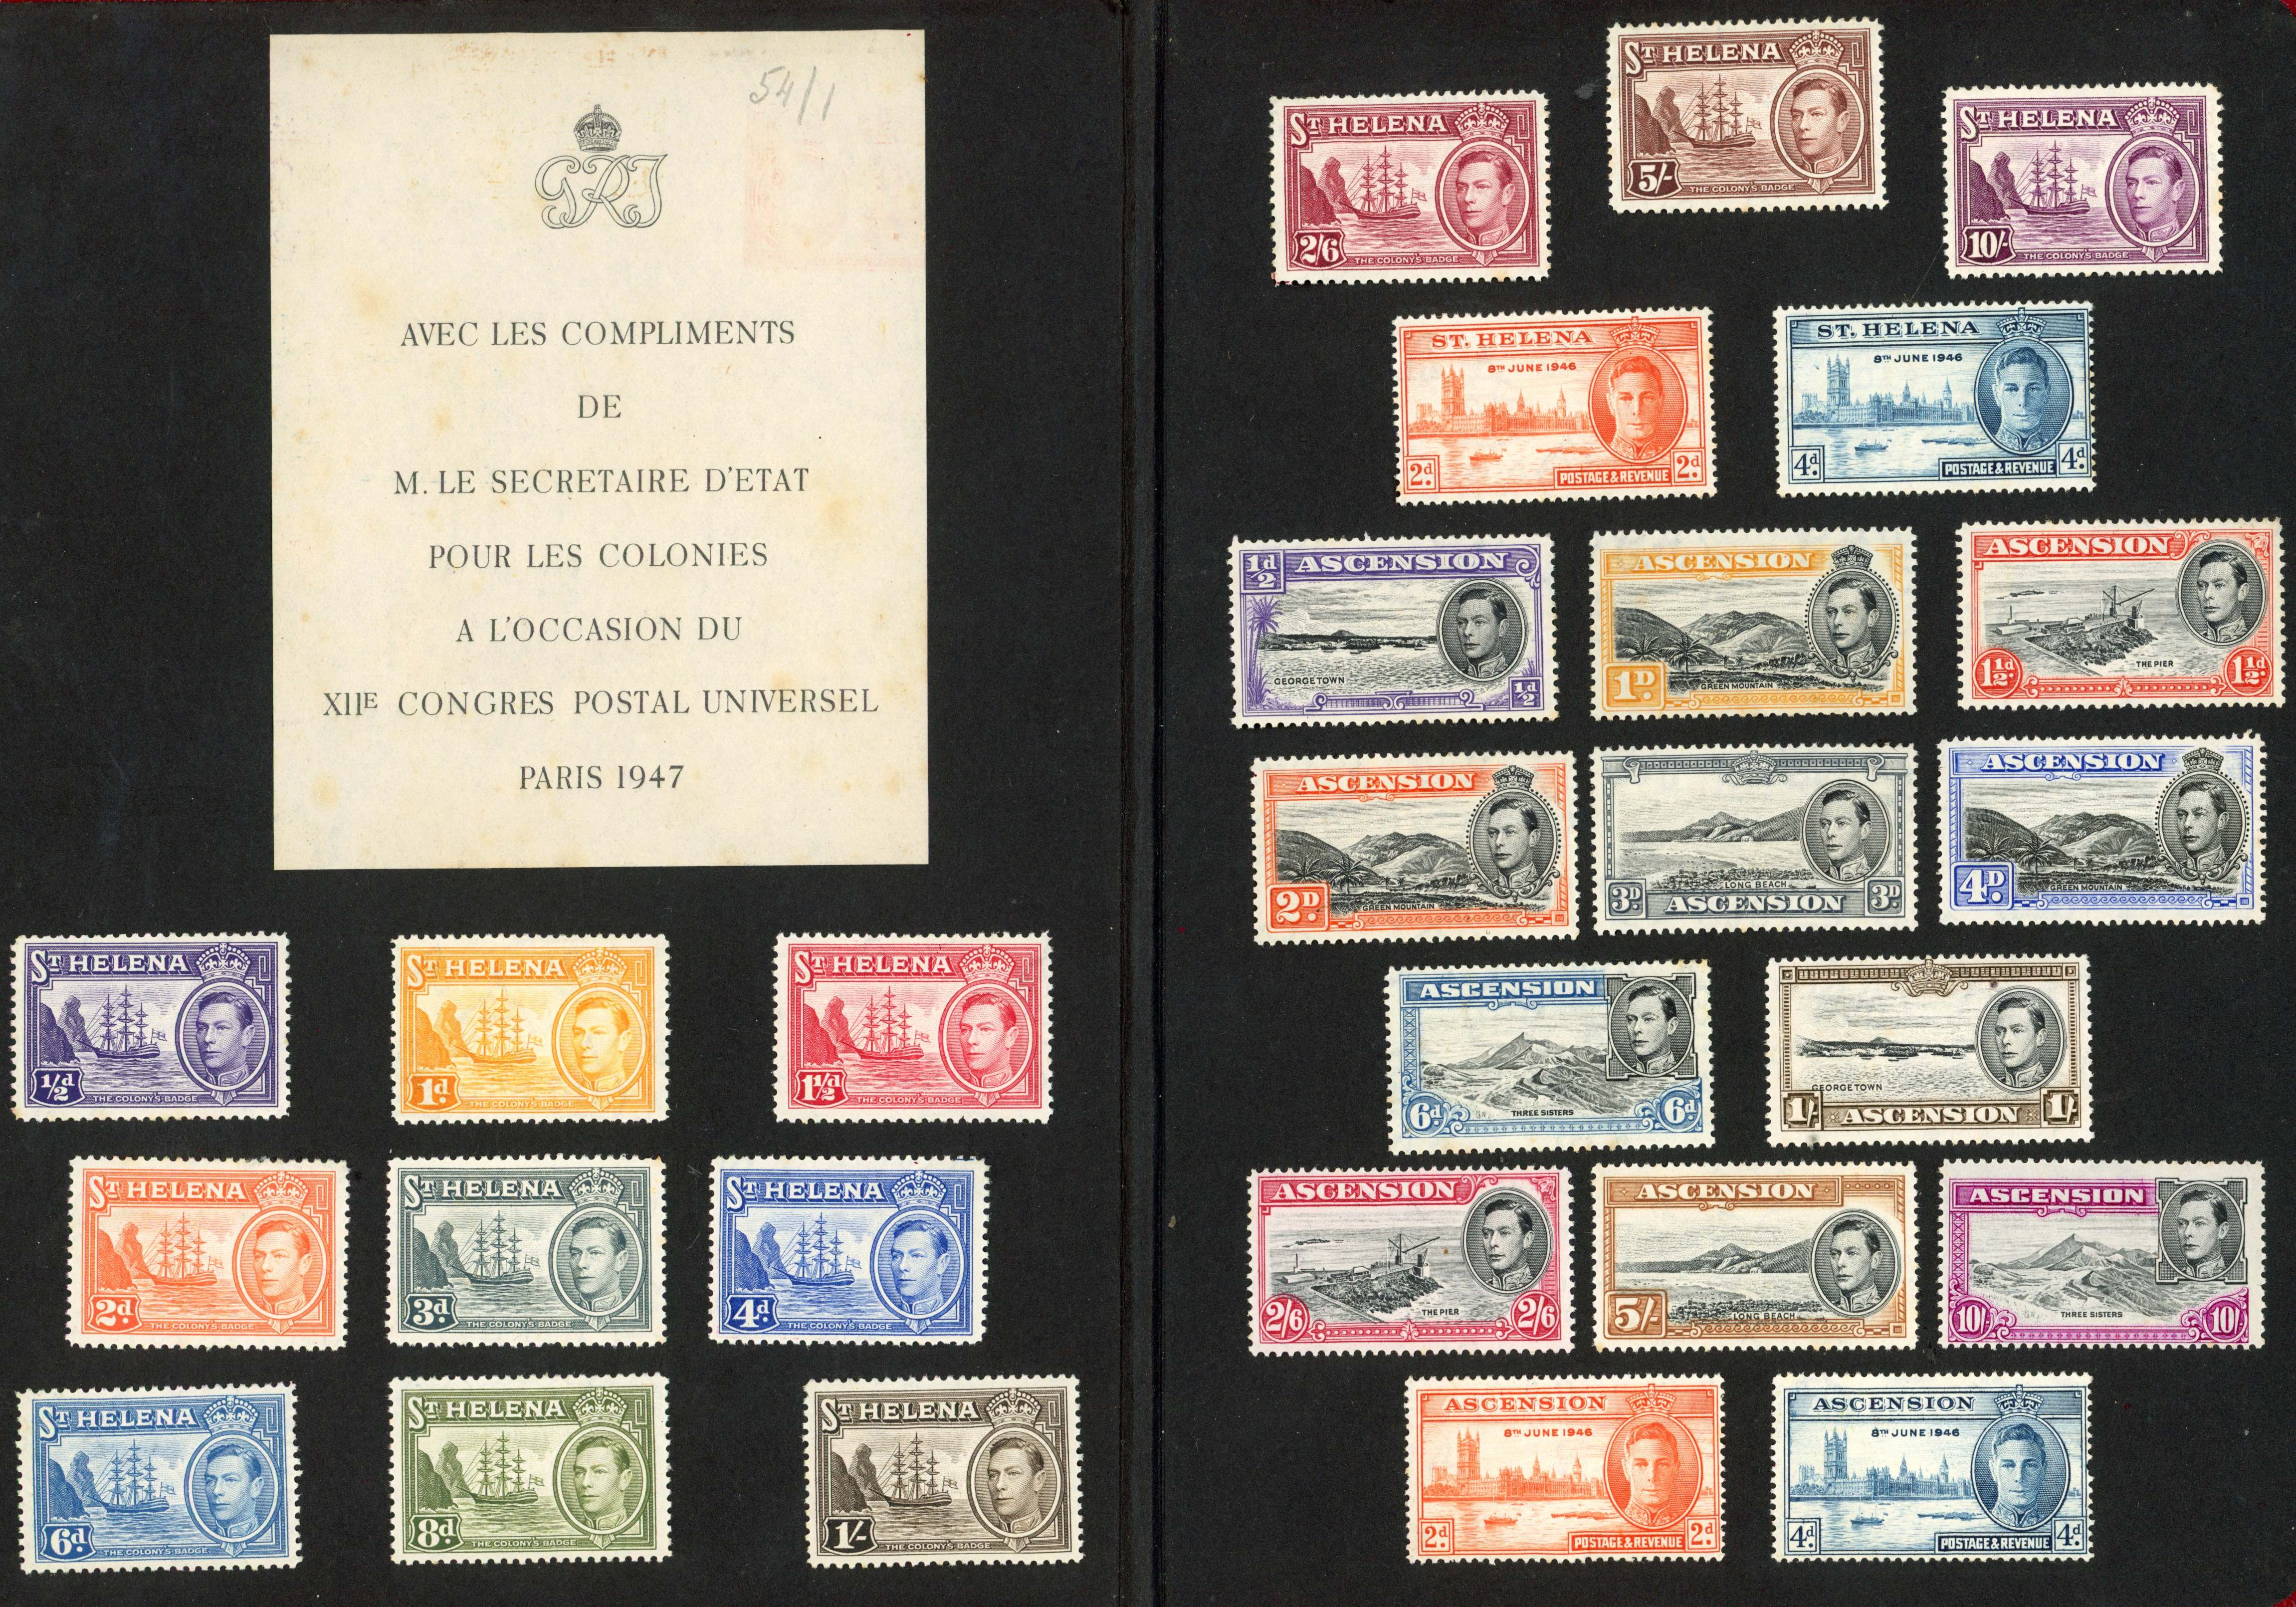 54/1
GRI
AVEC LES COMPLIMENTS
DE
M. LE SECRETAIRE D'ETAT
POUR LES COLONIES
A L'OCCASION DU
XIIE CONGRES POSTAL UNIVERSEL
PARIS 1947
ST HELENA
½d
THE COLONY'S BADGE
ST HELENA
1d
THE COLONY'S BADGE
ST HELENA
1½d
THE COLONY'S BADGE
ST HELENA
2d
THE COLONY'S BADGE
ST HELENA
3d
THE COLONY'S BADGE
ST HELENA
4d
THE COLONY'S BADGE
ST HELENA
6d
THE COLONY'S BADGE
ST HELENA
8d
THE COLONY'S BADGE
ST HELENA
1/-
THE COLONY'S BADGE
ST HELENA
2/6
THE COLONY'S BADGE
ST HELENA
5/-
THE COLONY'S BADGE
ST HELENA
10/-
THE COLONY'S BADGE
ST. HELENA
8TH JUNE 1946
2d. POSTAGE & REVENUE 2d.
ST. HELENA
8TH JUNE 1946
4d. POSTAGE & REVENUE 4d.
½d ASCENSION
GEORGETOWN
½d
ASCENSION
1D
GREEN MOUNTAIN
ASCENSION
THE PIER
1½d. 1½d.
ASCENSION
2D
GREEN MOUNTAIN
LONG BEACH
3D ASCENSION 3D
ASCENSION
4D
GREEN MOUNTAIN
ASCENSION
6d THREE SISTERS 6d
GEORGETOWN
1/- ASCENSION 1/-
ASCENSION
THE PIER
2/6 2/6
ASCENSION
5/-
LONG BEACH
ASCENSION
THREE SISTERS
10/- 10/-
ASCENSION
8TH JUNE 1946
2d. POSTAGE & REVENUE 2d.
ASCENSION
8TH JUNE 1946
4d. POSTAGE & REVENUE 4d.